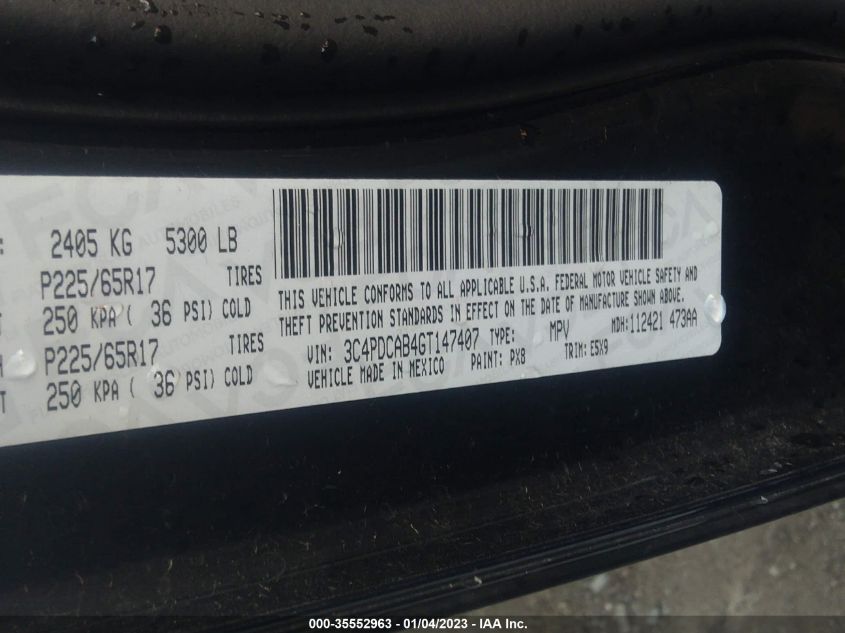 : 2405 KG 5300 LB
P225/65R17 TIRES
T 250 KPA ( 36 PSI) COLD
P225/65R17 TIRES
T 250 KPA ( 36 PSI) COLD
THIS VEHICLE CONFORMS TO ALL APPLICABLE U.S.A. FEDERAL MOTOR VEHICLE SAFETY AND
THEFT PREVENTION STANDARDS IN EFFECT ON THE DATE OF MANUFACTURE SHOWN ABOVE.
VIN: 3C4PDCAB4GT147407 TYPE: MPV MDH:112421 473AA
VEHICLE MADE IN MEXICO PAINT: PX8 TRIM: E5X9
000-35552963 - 01/04/2023 - IAA Inc.